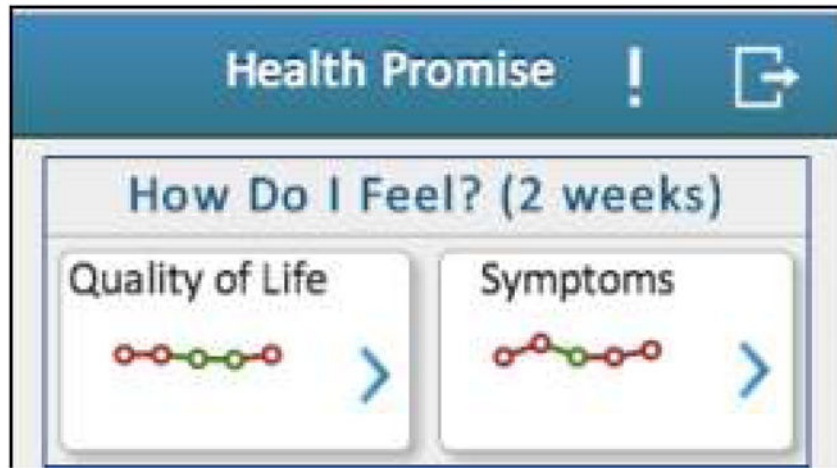 Health Promise !
How Do I Feel? (2 weeks)
Quality of Life
Symptoms